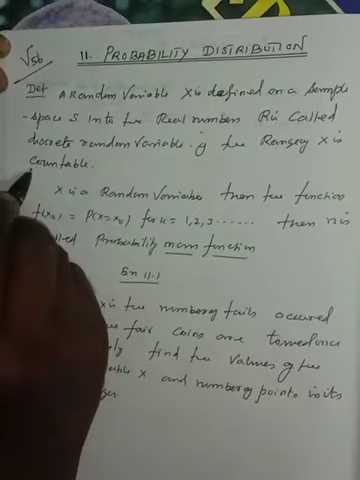 √56 11. PROBABILITY DISTRIBUTION
Def A Random Variable X is defined on a Sample
-Space S into the Real numbers R is called
discrete random variable if the Range of X is
Countable.
X is a Random Variable then the function
f(xₖ) = P(X=xₖ) for k = 1,2,3...... then it is
Probability mass function
En 11.1
X is the number of tails occured
fair coins are tossed once
find the Values of the
X and number of points in its